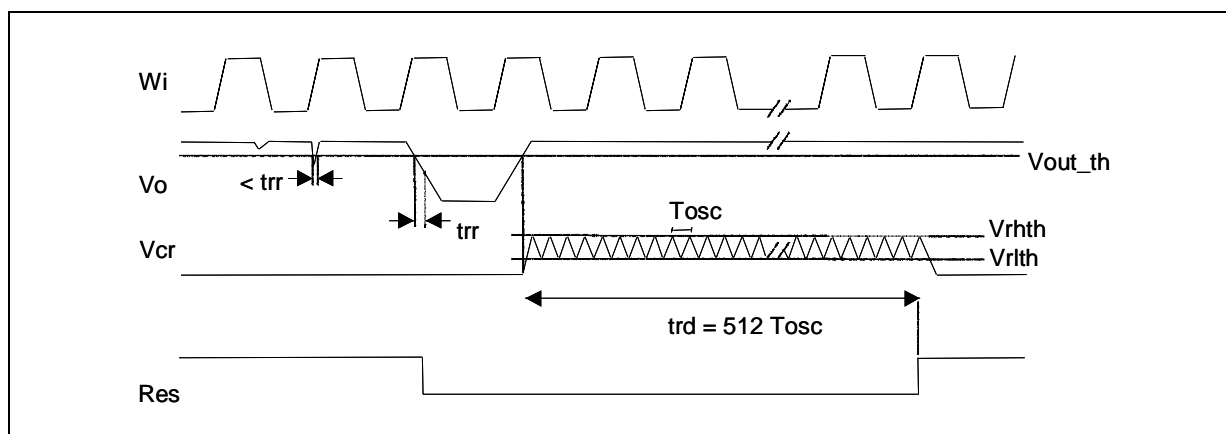 Wi
Vout_th
< trr
Vo
trr
Tosc
Vrhth
Vcr
Vrlth
trd = 512 Tosc
Res